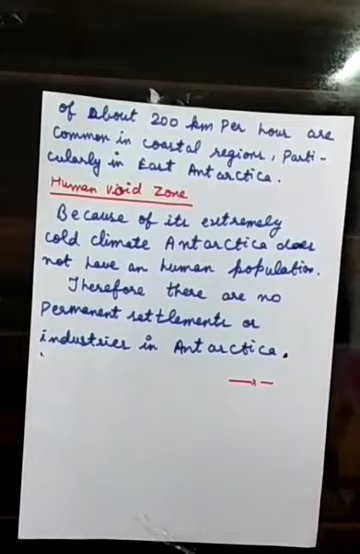 of about 200 km Per hour are
common in coastal regions, Parti-
cularly in East Antarctica.
Human void Zone
Because of its extremely
cold climate Antarctica does
not have an human population.
Therefore there are no
Permanent settlements or
industries in Antarctica.